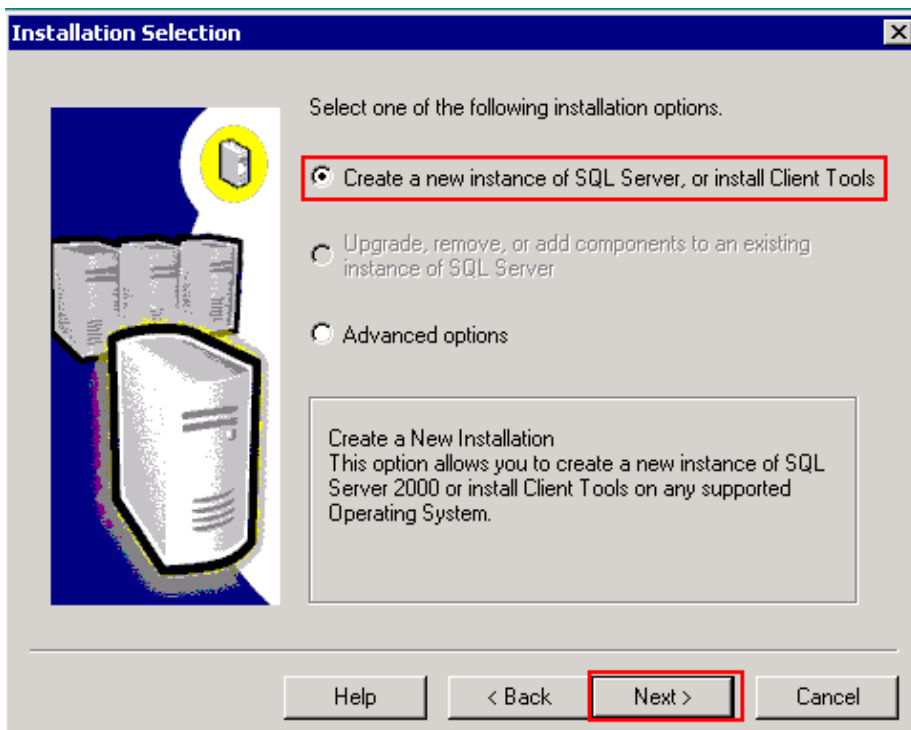 Installation Selection
Select one of the following installation options.
Create a new instance of SQL Server, or install Client Tools
Upgrade, remove, or add components to an existing
instance of SQL Server
Advanced options
Create a New Installation
This option allows you to create a new instance of SQL
Server 2000 or install Client Tools on any supported
Operating System.
Help
< Back
Next >
Cancel